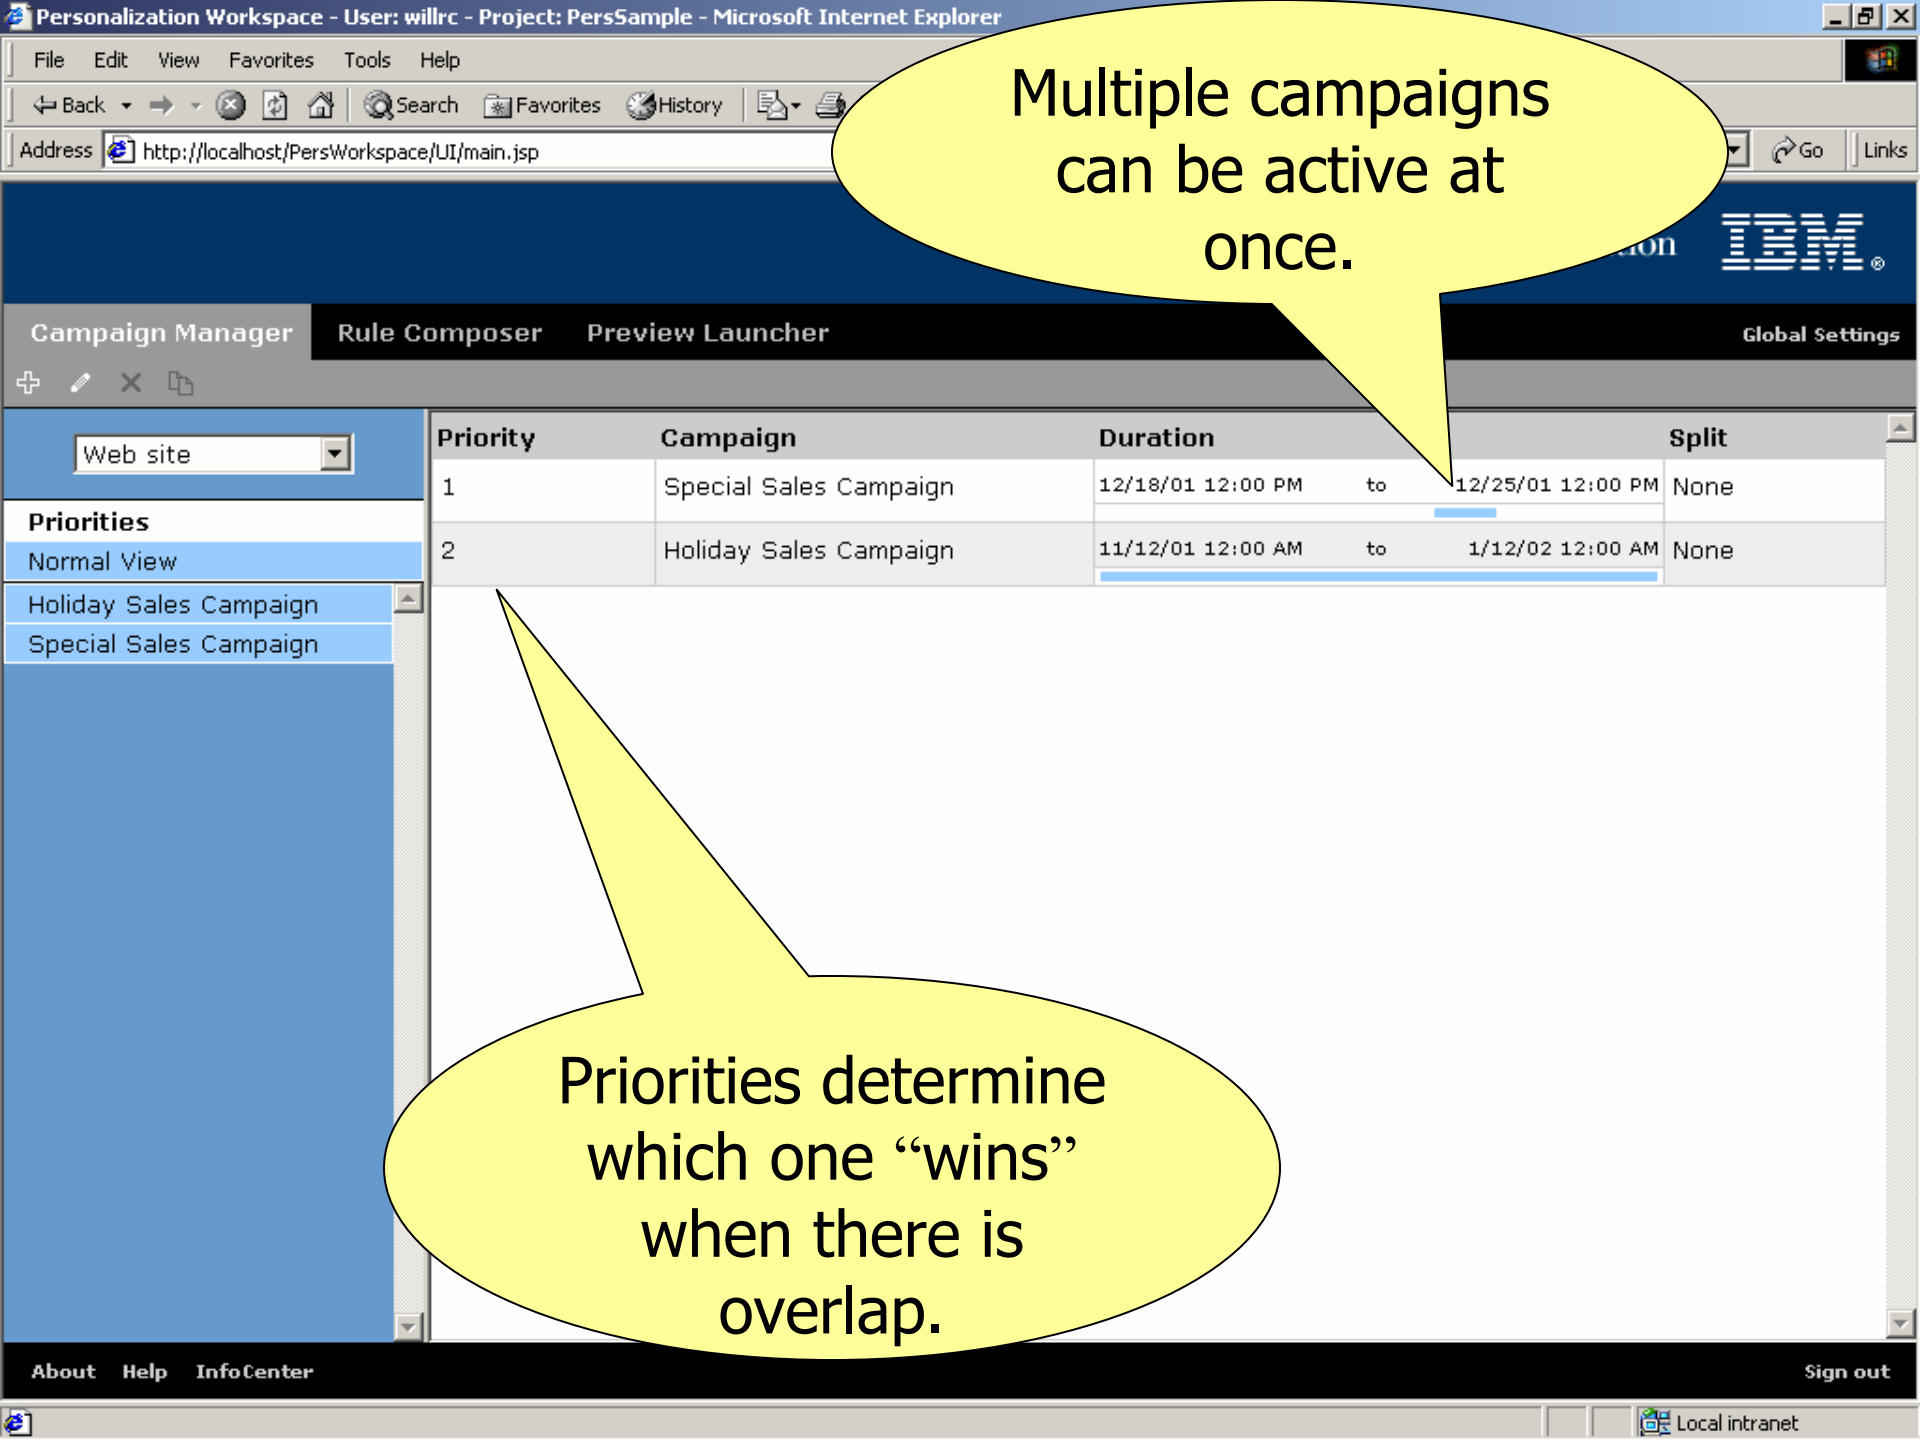 Personalization Workspace - User: willrc - Project: PersSample - Microsoft Internet Explorer
File Edit View Favorites Tools Help
Back Search Favorites History
Address http://localhost/PersWorkspace/UI/main.jsp Go Links
Multiple campaigns
can be active at
once.
IBM®
Campaign Manager Rule Composer Preview Launcher Global Settings
Web site
Priorities
Normal View
Holiday Sales Campaign
Special Sales Campaign
Priority Campaign Duration Split
1 Special Sales Campaign 12/18/01 12:00 PM to 12/25/01 12:00 PM None
2 Holiday Sales Campaign 11/12/01 12:00 AM to 1/12/02 12:00 AM None
Priorities determine
which one “wins”
when there is
overlap.
About Help InfoCenter Sign out
Local intranet